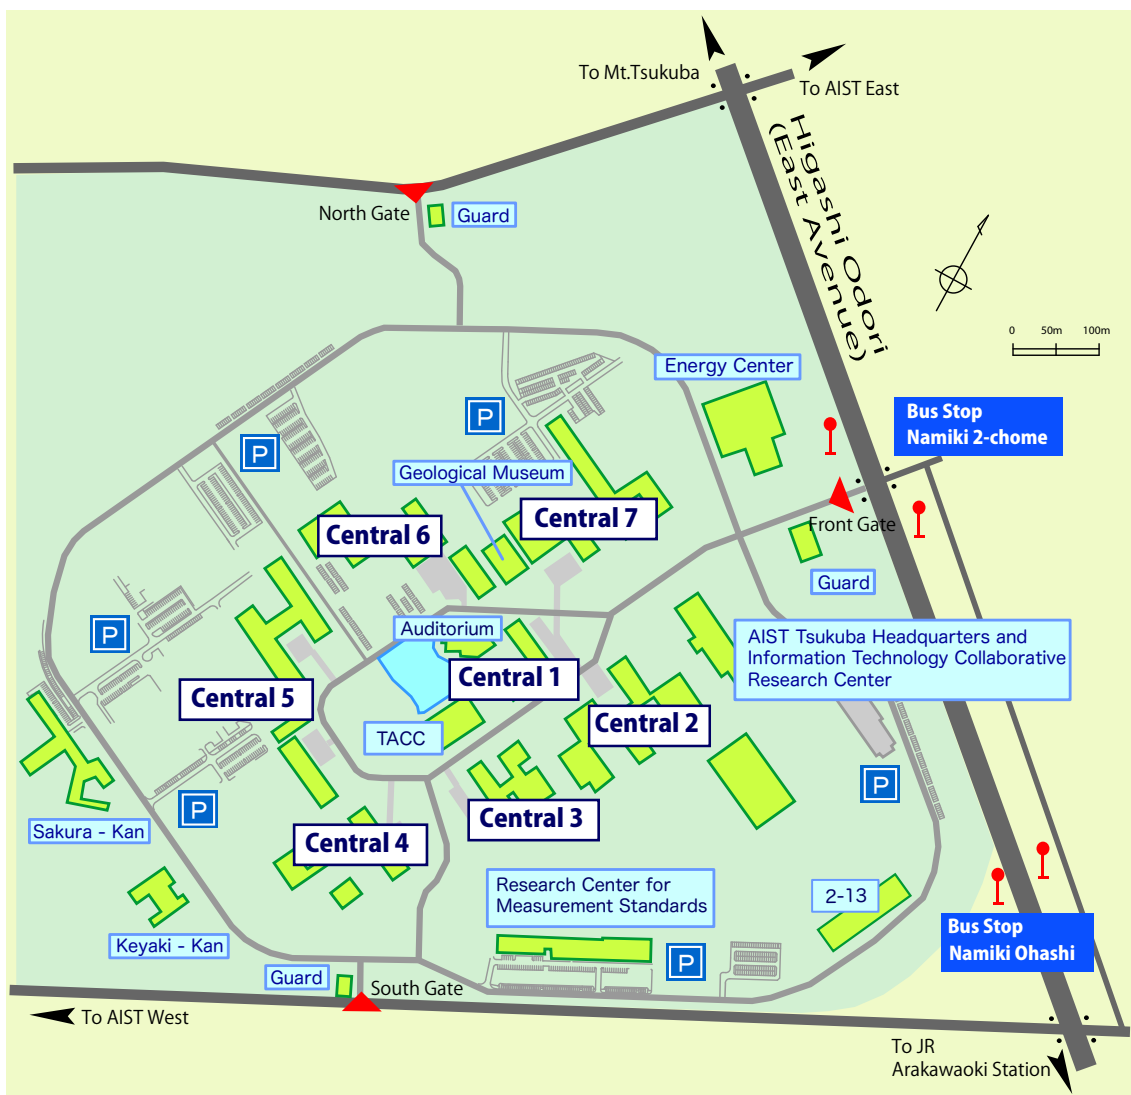 To Mt.Tsukuba
To AIST East
Higashi Odori
(East Avenue)
North Gate
Guard
0 50m 100m
Energy Center
Bus Stop
Namiki 2-chome
P
P
Geological Museum
Central 7
Central 6
Front Gate
Guard
P
Auditorium
AIST Tsukuba Headquarters and
Information Technology Collaborative
Research Center
Central 1
Central 5
Central 2
TACC
P
P
Sakura - Kan
Central 3
Central 4
Research Center for
Measurement Standards
2-13
Bus Stop
Namiki Ohashi
Keyaki - Kan
P
Guard
South Gate
To AIST West
To JR
Arakawaoki Station